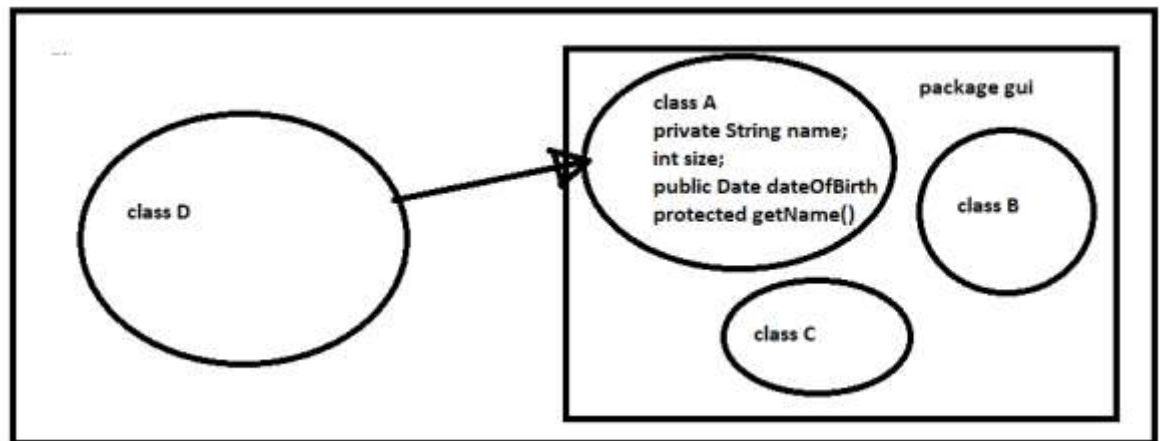 class D
class A
private String name;
int size;
public Date dateOfBirth
protected getName()
package gui
class B
class C